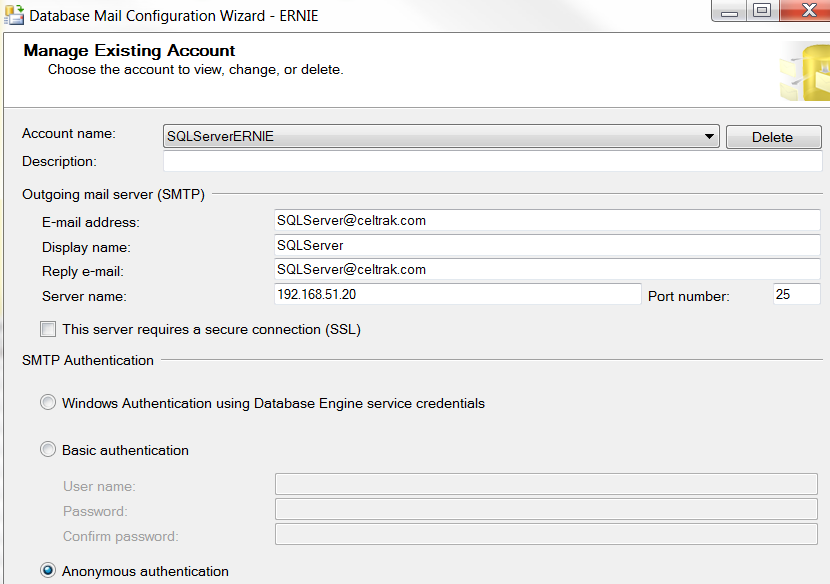 Database Mail Configuration Wizard - ERNIE
Manage Existing Account
Choose the account to view, change, or delete.
Account name: SQLServerERNIE Delete
Description:
Outgoing mail server (SMTP)
E-mail address: SQLServer@celtrak.com
Display name: SQLServer
Reply e-mail: SQLServer@celtrak.com
Server name: 192.168.51.20 Port number: 25
This server requires a secure connection (SSL)
SMTP Authentication
Windows Authentication using Database Engine service credentials
Basic authentication
User name:
Password:
Confirm password:
Anonymous authentication